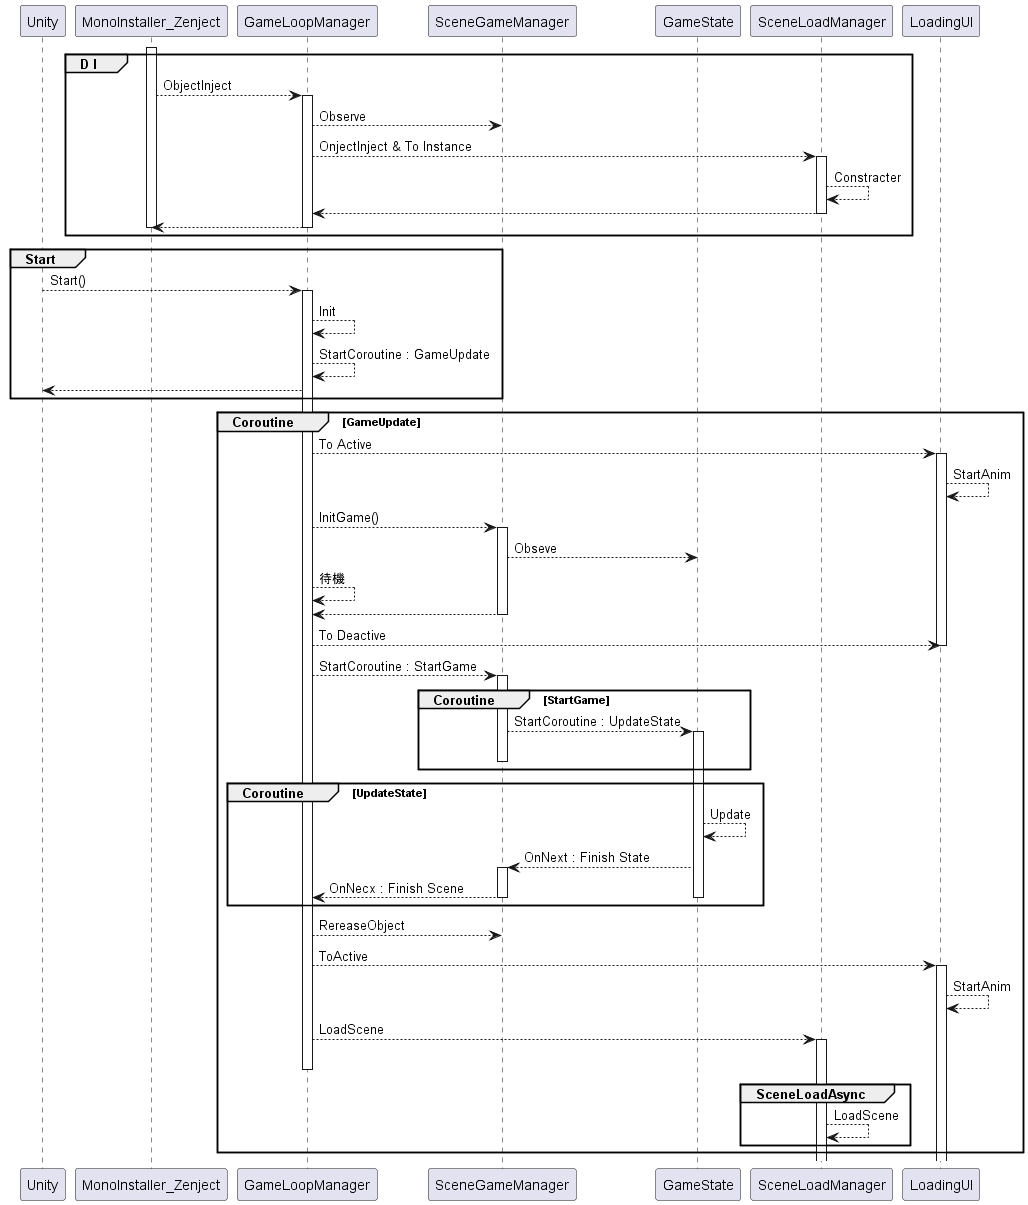 Unity MonoInstaller_Zenject GameLoopManager SceneGameManager GameState SceneLoadManager LoadingUI
D I
ObjectInject
Observe
OnjectInject & To Instance
Constracter
Start
Start()
Init
StartCoroutine : GameUpdate
Coroutine [GameUpdate]
To Active
StartAnim
InitGame()
Obseve
待機
To Deactive
StartCoroutine : StartGame
Coroutine [StartGame]
StartCoroutine : UpdateState
Coroutine [UpdateState]
Update
OnNext : Finish State
OnNecx : Finish Scene
RereaseObject
ToActive
StartAnim
LoadScene
SceneLoadAsync
LoadScene
Unity MonoInstaller_Zenject GameLoopManager SceneGameManager GameState SceneLoadManager LoadingUI